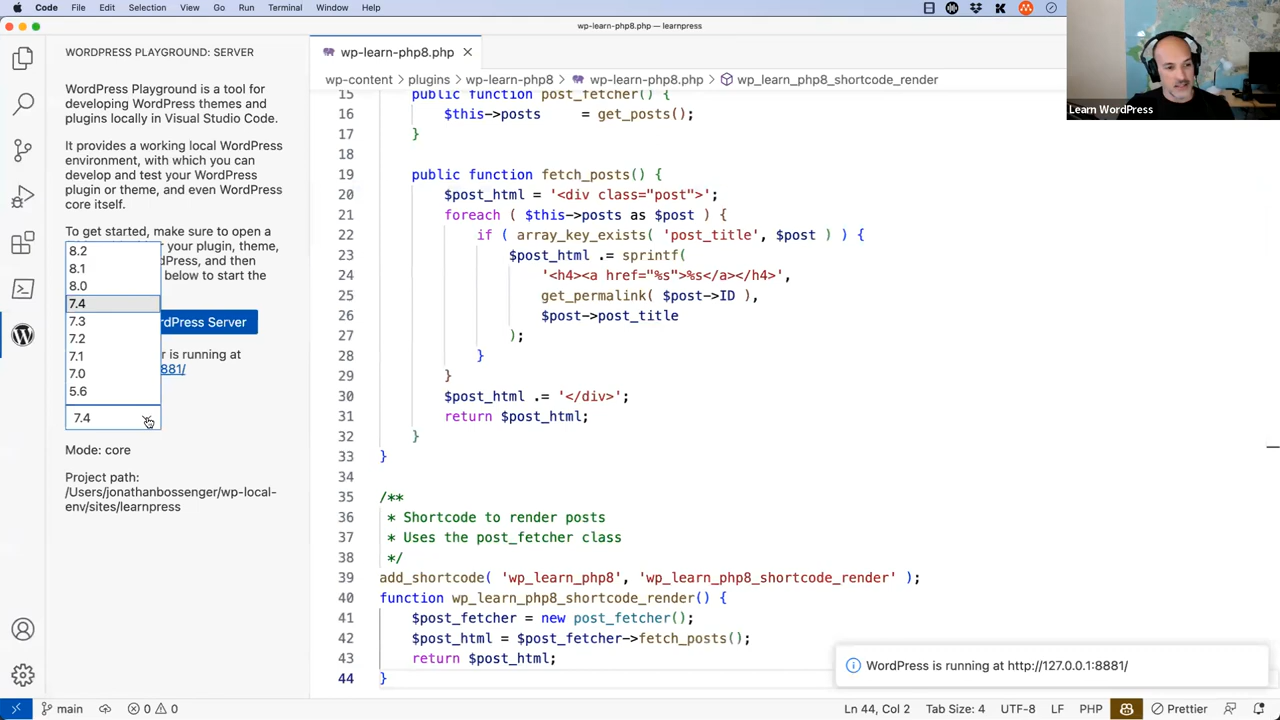 Code File Edit Selection View Go Run Terminal Window Help
wp-learn-php8.php — learnpress
WORDPRESS PLAYGROUND: SERVER
WordPress Playground is a tool for
developing WordPress themes and
plugins locally in Visual Studio Code.
It provides a working local WordPress
environment, with which you can
develop and test your WordPress
plugin or theme, and even WordPress
core itself.
To get started, make sure to open a
your plugin, theme,
dPress, and then
below to start the
8.2
8.1
8.0
7.4
7.3
7.2
7.1
7.0
5.6
7.4
rdPress Server
r is running at
881/
Mode: core
Project path:
/Users/jonathanbossenger/wp-local-
env/sites/learnpress
wp-learn-php8.php
wp-content > plugins > wp-learn-php8 > wp-learn-php8.php > wp_learn_php8_shortcode_render
15 public function post_fetcher() {
16 $this->posts = get_posts();
17 }
18
19 public function fetch_posts() {
20 $post_html = '<div class="post">';
21 foreach ( $this->posts as $post ) {
22 if ( array_key_exists( 'post_title', $post ) ) {
23 $post_html .= sprintf(
24 '<h4><a href="%s">%s</a></h4>',
25 get_permalink( $post->ID ),
26 $post->post_title
27 );
28 }
29 }
30 $post_html .= '</div>';
31 return $post_html;
32 }
33 }
34
35 /**
36 * Shortcode to render posts
37 * Uses the post_fetcher class
38 */
39 add_shortcode( 'wp_learn_php8', 'wp_learn_php8_shortcode_render' );
40 function wp_learn_php8_shortcode_render() {
41 $post_fetcher = new post_fetcher();
42 $post_html = $post_fetcher->fetch_posts();
43 return $post_html;
44 }
Learn WordPress
WordPress is running at http://127.0.0.1:8881/
main 0 0 Ln 44, Col 2 Tab Size: 4 UTF-8 LF PHP Prettier